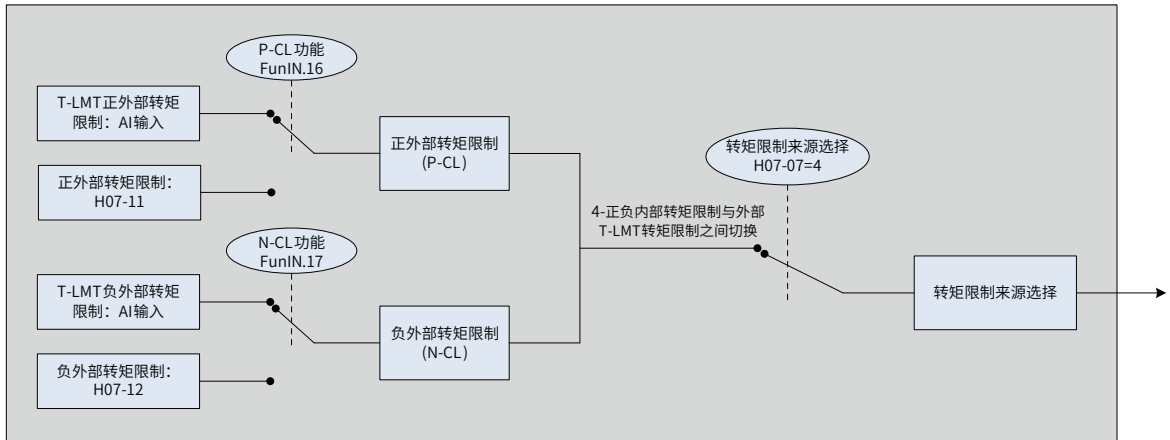 P-CL功能
FunIN.16
T-LMT正外部转矩
限制：AI输入
正外部转矩限制：
H07-11
正外部转矩限制
(P-CL)
N-CL功能
FunIN.17
T-LMT负外部转矩
限制：AI输入
负外部转矩限制：
H07-12
负外部转矩限制
(N-CL)
4-正负内部转矩限制与外部
T-LMT转矩限制之间切换
转矩限制来源选择
H07-07=4
转矩限制来源选择